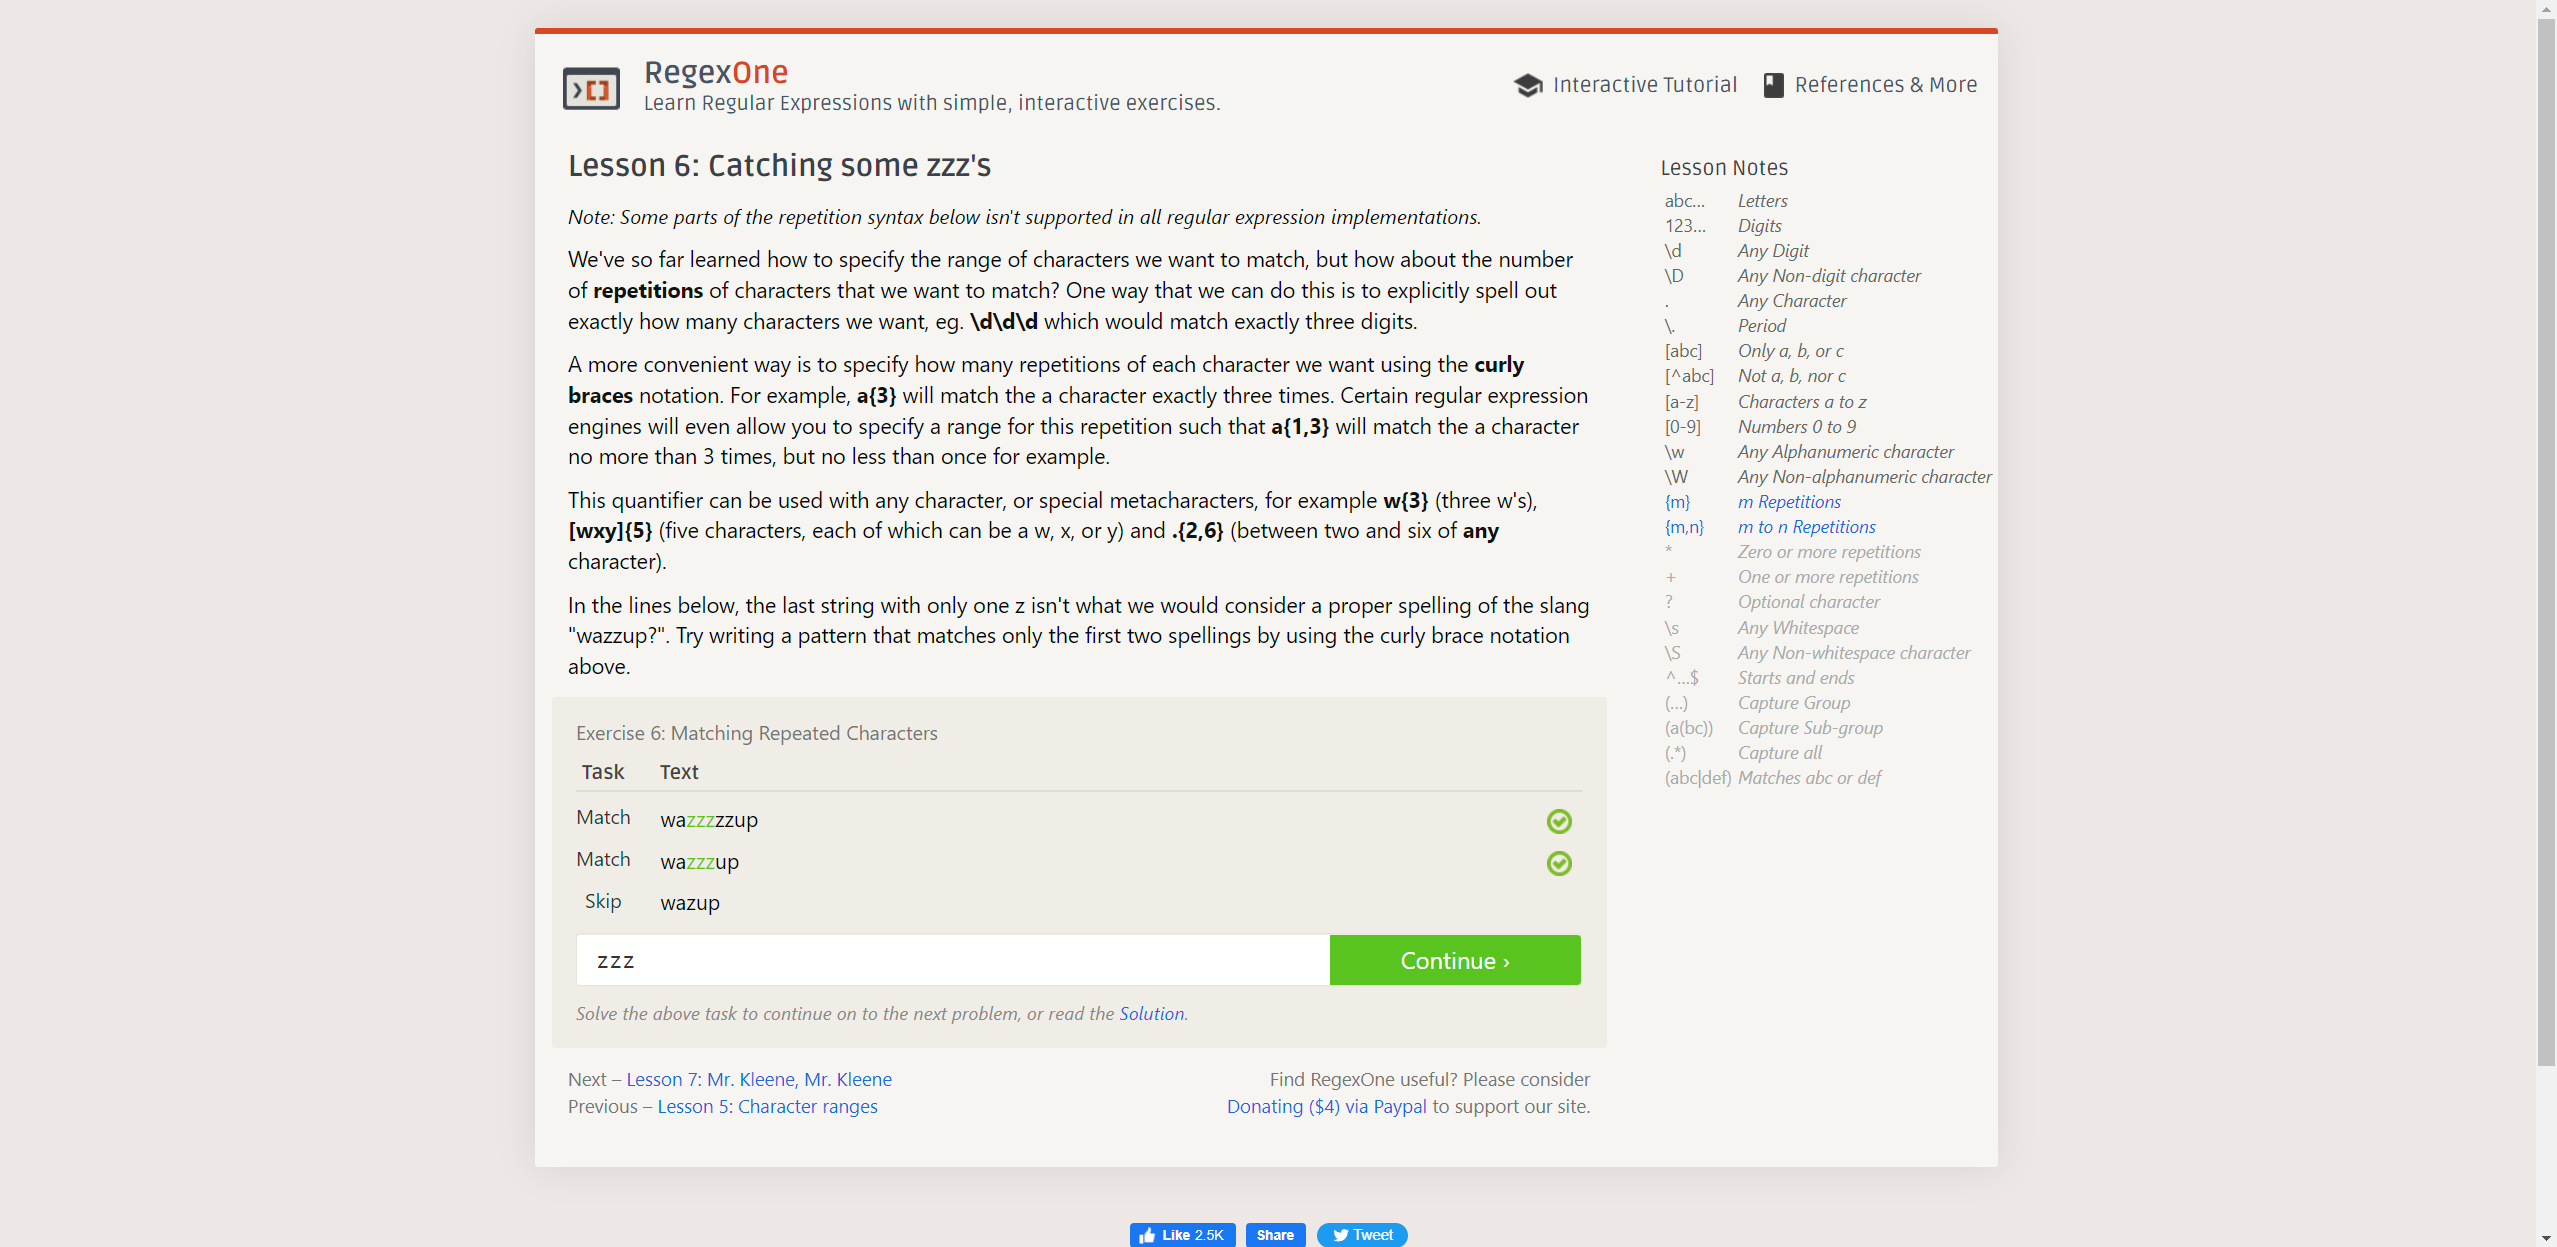 RegexOne
Learn Regular Expressions with simple, interactive exercises.
Interactive Tutorial
References & More
Lesson 6: Catching some zzz's
Note: Some parts of the repetition syntax below isn't supported in all regular expression implementations.
We've so far learned how to specify the range of characters we want to match, but how about the number
of repetitions of characters that we want to match? One way that we can do this is to explicitly spell out
exactly how many characters we want, eg. \d\d\d which would match exactly three digits.
A more convenient way is to specify how many repetitions of each character we want using the curly
braces notation. For example, a{3} will match the a character exactly three times. Certain regular expression
engines will even allow you to specify a range for this repetition such that a{1,3} will match the a character
no more than 3 times, but no less than once for example.
This quantifier can be used with any character, or special metacharacters, for example w{3} (three w's),
[wxy]{5} (five characters, each of which can be a w, x, or y) and .{2,6} (between two and six of any
character).
In the lines below, the last string with only one z isn't what we would consider a proper spelling of the slang
"wazzup?". Try writing a pattern that matches only the first two spellings by using the curly brace notation
above.
Exercise 6: Matching Repeated Characters
Task Text
Match wazzzzzup
Match wazzzup
Skip wazup
zzz
Continue ›
Solve the above task to continue on to the next problem, or read the Solution.
Next – Lesson 7: Mr. Kleene, Mr. Kleene
Previous – Lesson 5: Character ranges
Find RegexOne useful? Please consider
Donating ($4) via Paypal to support our site.
Lesson Notes
abc... Letters
123... Digits
\d Any Digit
\D Any Non-digit character
. Any Character
\. Period
[abc] Only a, b, or c
[^abc] Not a, b, nor c
[a-z] Characters a to z
[0-9] Numbers 0 to 9
\w Any Alphanumeric character
\W Any Non-alphanumeric character
{m} m Repetitions
{m,n} m to n Repetitions
* Zero or more repetitions
+ One or more repetitions
? Optional character
\s Any Whitespace
\S Any Non-whitespace character
^...$ Starts and ends
(...) Capture Group
(a(bc)) Capture Sub-group
(.*) Capture all
(abc|def) Matches abc or def
Like 2.5K
Share
Tweet